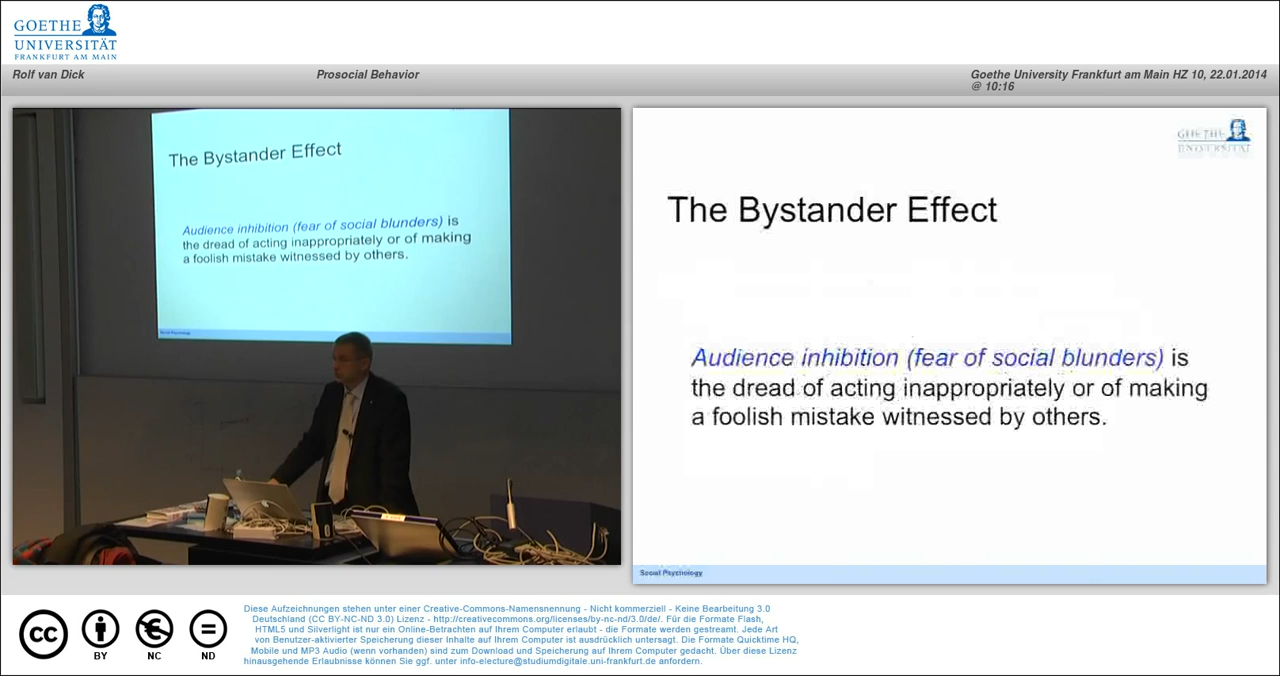 GOETHE
UNIVERSITÄT
FRANKFURT AM MAIN
Rolf van Dick
Prosocial Behavior
Goethe University Frankfurt am Main HZ 10, 22.01.2014
@ 10:16
The Bystander Effect
Audience inhibition (fear of social blunders) is
the dread of acting inappropriately or of making
a foolish mistake witnessed by others.
Social Psychology
GOETHE
UNIVERSITÄT
The Bystander Effect
Audience inhibition (fear of social blunders) is
the dread of acting inappropriately or of making
a foolish mistake witnessed by others.
Social Psychology
cc
BY
NC
ND
Diese Aufzeichnungen stehen unter einer Creative-Commons-Namensnennung - Nicht kommerziell - Keine Bearbeitung 3.0
Deutschland (CC BY-NC-ND 3.0) Lizenz - http://creativecommons.org/licenses/by-nc-nd/3.0/de/. Für die Formate Flash,
HTML5 und Silverlight ist nur ein Online-Betrachten auf Ihrem Computer erlaubt - die Formate werden gestreamt. Jede Art
von Benutzer-aktivierter Speicherung dieser Inhalte auf Ihrem Computer ist ausdrücklich untersagt. Die Formate Quicktime HQ,
Mobile und MP3 Audio (wenn vorhanden) sind zum Download und Speicherung auf Ihrem Computer gedacht. Über diese Lizenz
hinausgehende Erlaubnisse können Sie ggf. unter info-electure@studiumdigitale.uni-frankfurt.de anfordern.